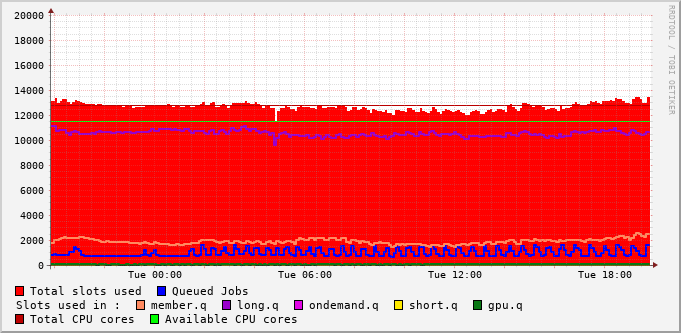 20000
18000
16000
14000
12000
10000
8000
6000
4000
2000
0
Tue 00:00 Tue 06:00 Tue 12:00 Tue 18:00
RRDTOOL / TOBI OETIKER
Total slots used Queued Jobs
Slots used in : member.q long.q ondemand.q short.q gpu.q
Total CPU cores Available CPU cores